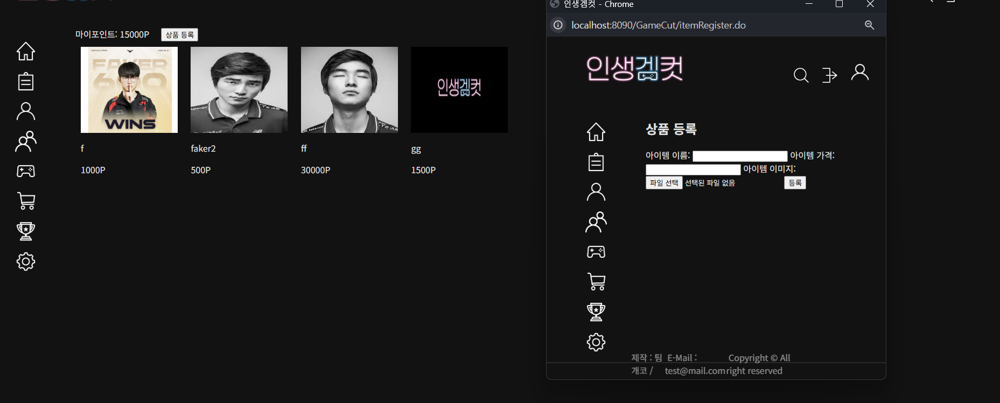 마이포인트: 15000P 상품 등록
FAKER
600
WINS
인생겜컷
f faker2 ff gg
1000P 500P 30000P 1500P
인생겜컷 - Chrome
localhost:8090/GameCut/itemRegister.do
인생겜컷
상품 등록
아이템 이름: 아이템 가격:
아이템 이미지:
파일 선택 선택된 파일 없음 등록
제작 : 팀 E-Mail : Copyright © All
개코 / test@mail.com right reserved